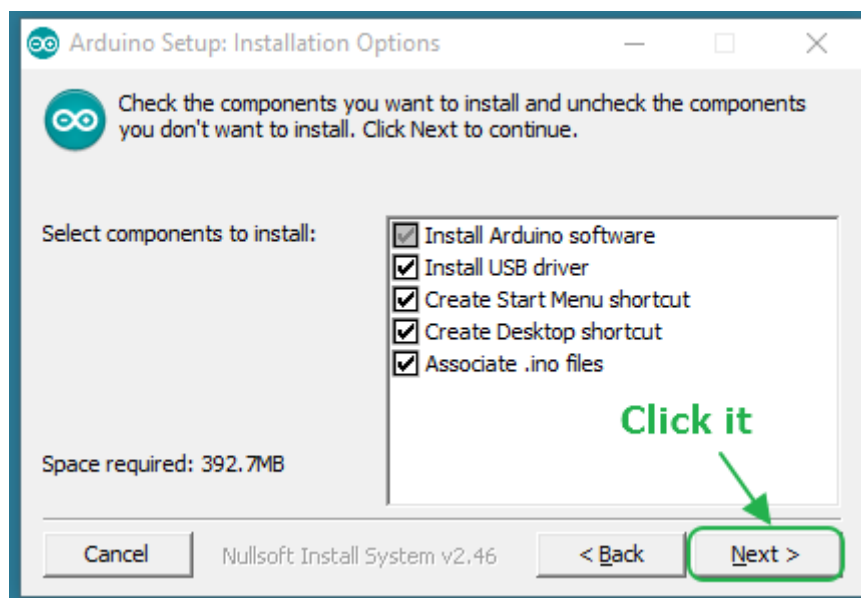 Arduino Setup: Installation Options
Check the components you want to install and uncheck the components
you don't want to install. Click Next to continue.
Select components to install:
Install Arduino software
Install USB driver
Create Start Menu shortcut
Create Desktop shortcut
Associate .ino files
Click it
Space required: 392.7MB
Cancel
Nullsoft Install System v2.46
< Back
Next >